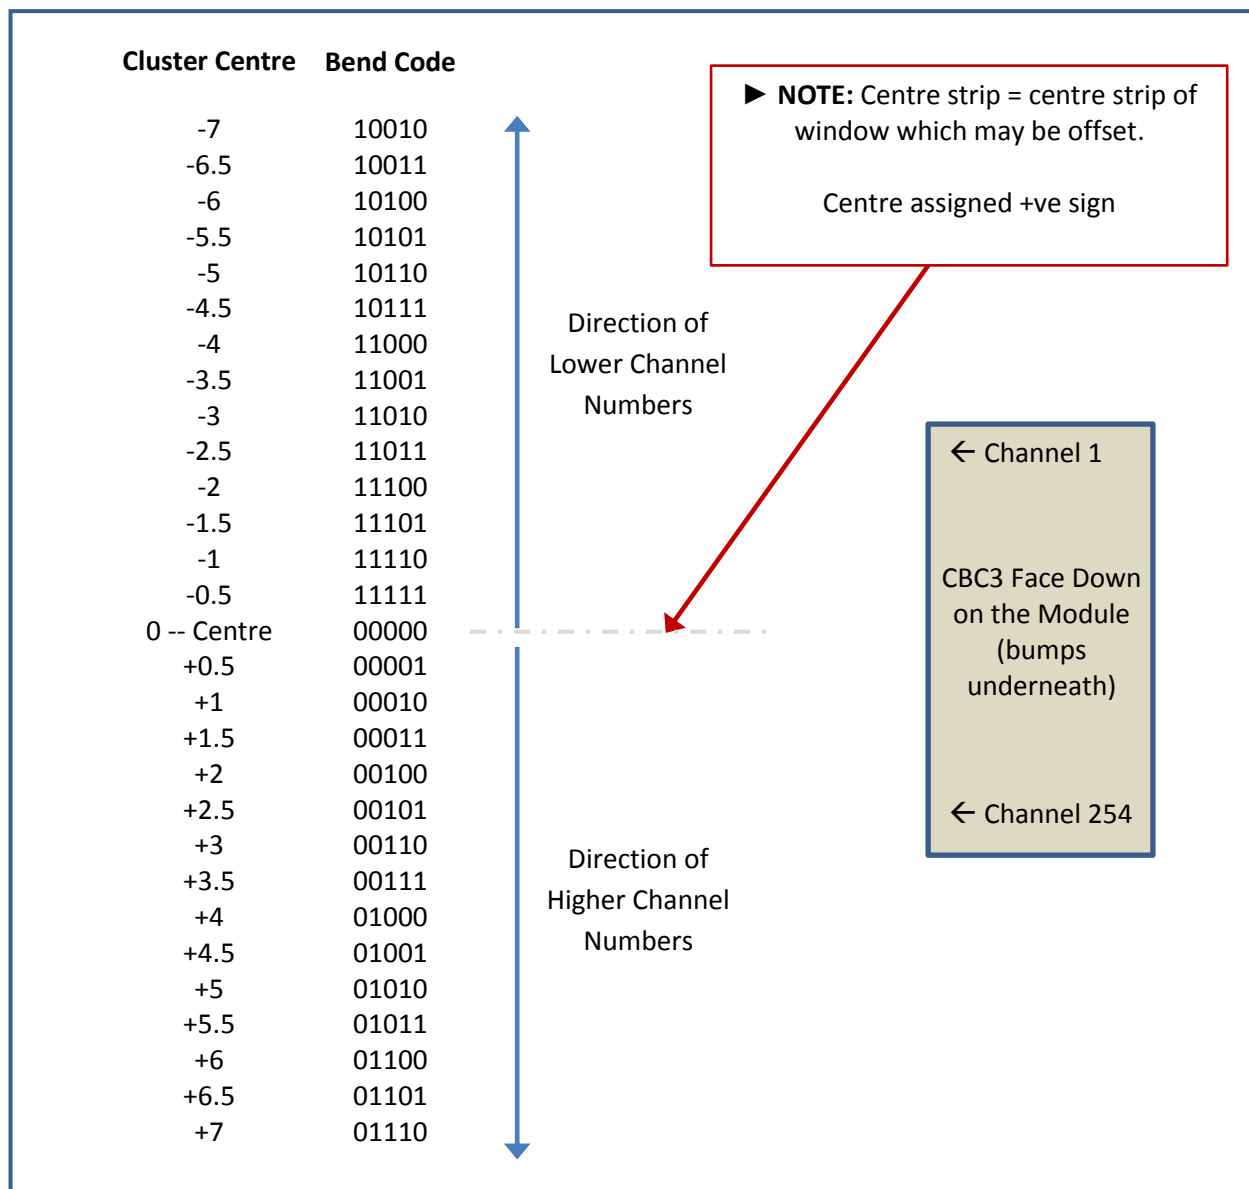 Cluster Centre Bend Code
-7 10010
-6.5 10011
-6 10100
-5.5 10101
-5 10110
-4.5 10111
-4 11000
-3.5 11001
-3 11010
-2.5 11011
-2 11100
-1.5 11101
-1 11110
-0.5 11111
0 -- Centre 00000
+0.5 00001
+1 00010
+1.5 00011
+2 00100
+2.5 00101
+3 00110
+3.5 00111
+4 01000
+4.5 01001
+5 01010
+5.5 01011
+6 01100
+6.5 01101
+7 01110
Direction of
Lower Channel
Numbers
Direction of
Higher Channel
Numbers
► NOTE: Centre strip = centre strip of
window which may be offset.
Centre assigned +ve sign
← Channel 1
CBC3 Face Down
on the Module
(bumps
underneath)
← Channel 254